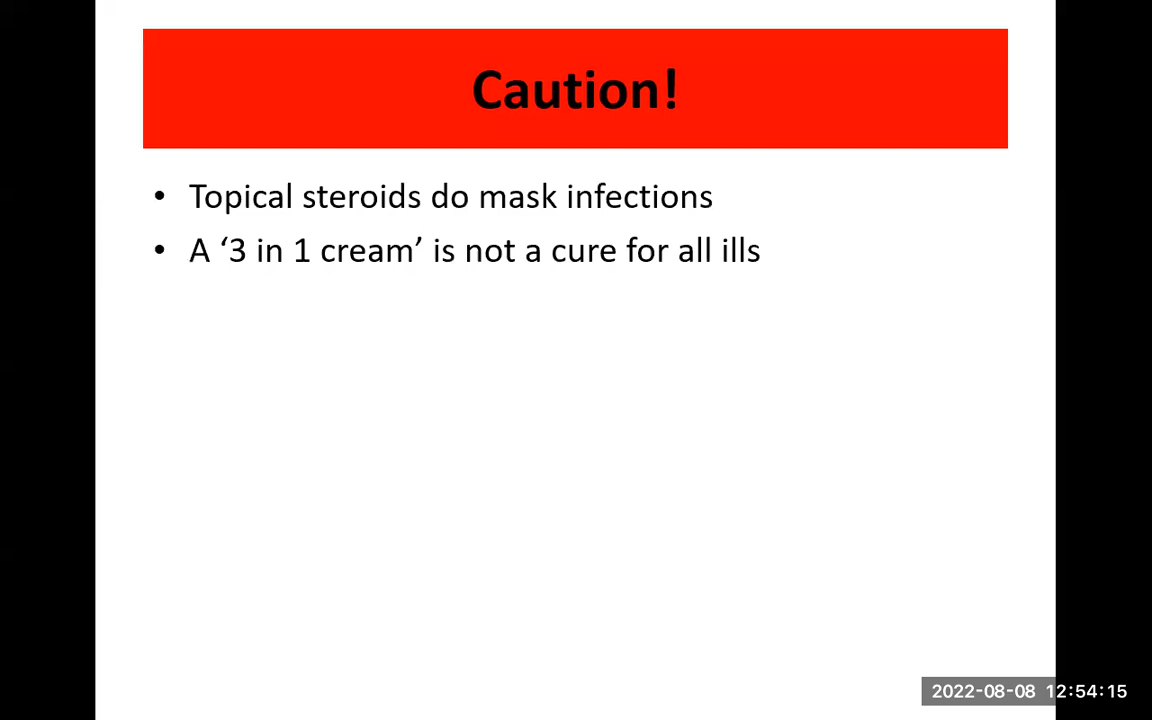 Caution!
• Topical steroids do mask infections
• A ‘3 in 1 cream’ is not a cure for all ills
2022-08-08 12:54:15